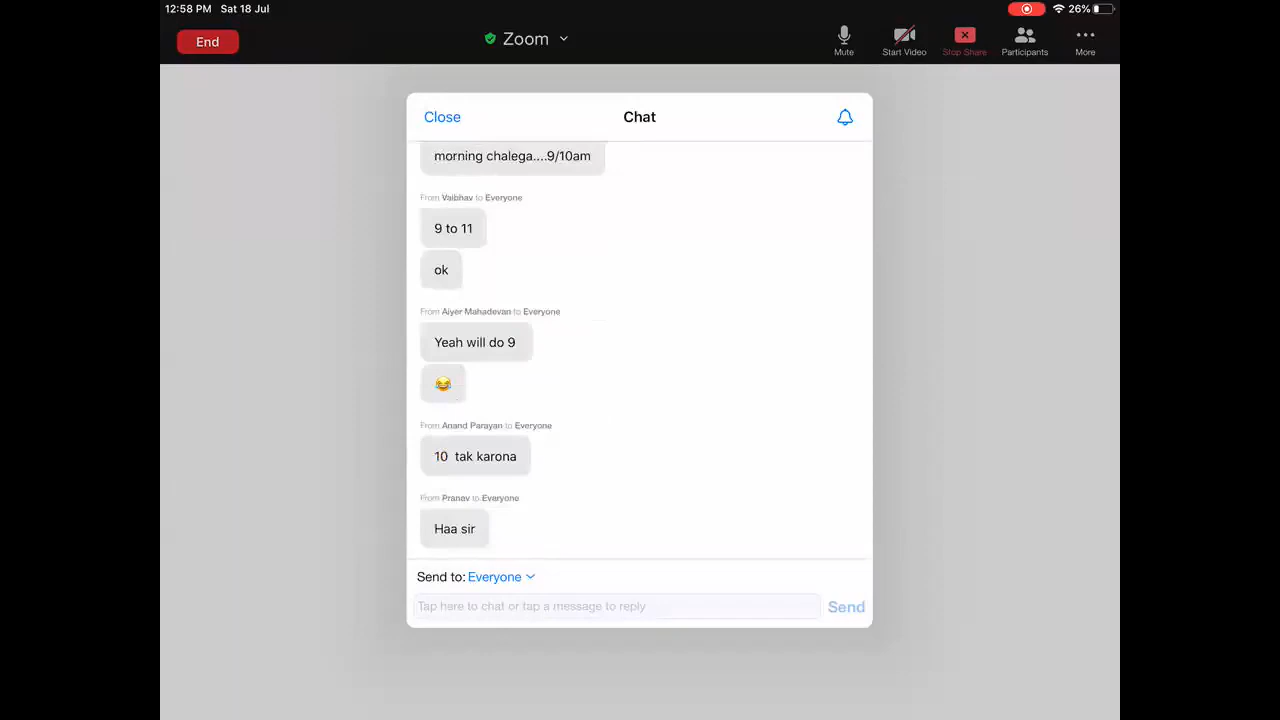 12:58 PM Sat 18 Jul
26%
End
Zoom
Mute
Start Video
Stop Share
Participants
More
Close
Chat
morning chalega....9/10am
From Vaibhav to Everyone
9 to 11
ok
From Aiyer Mahadevan to Everyone
Yeah will do 9
😂
From Anand Parayan to Everyone
10 tak karona
From Pranav to Everyone
Haa sir
Send to: Everyone
Tap here to chat or tap a message to reply
Send